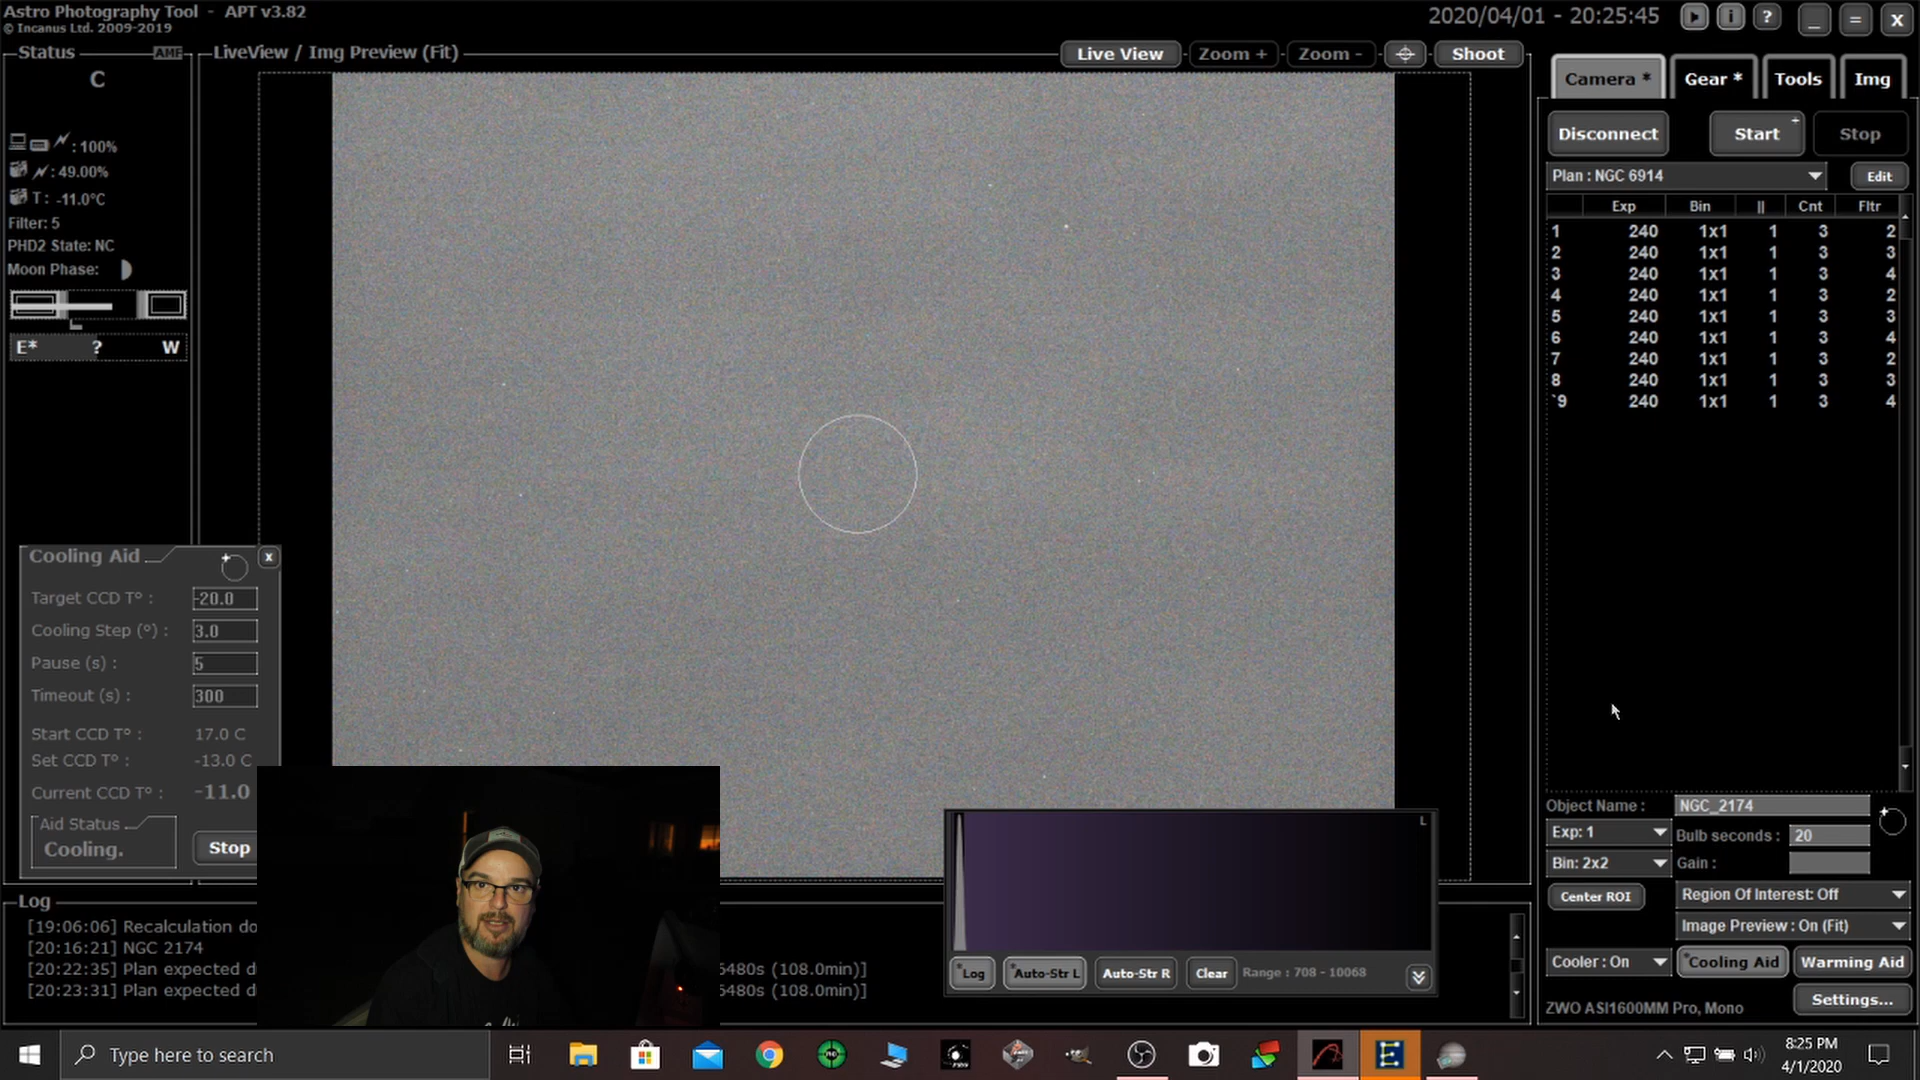 Astro Photography Tool - APT v3.82
© Incanus Ltd. 2009-2019
2020/04/01 - 20:25:45
i
?
_
=
x
Status
AMF
C
: 100%
: 49.00%
T : -11.0°C
Filter: 5
PHD2 State: NC
Moon Phase:
E* ? W
LiveView / Img Preview (Fit)
Live View
Zoom +
Zoom -
Shoot
Camera *
Gear *
Tools
Img
Disconnect
Start +
Stop
Plan : NGC 6914
Edit
Exp Bin || Cnt Fltr
1 240 1x1 1 3 2
2 240 1x1 1 3 3
3 240 1x1 1 3 4
4 240 1x1 1 3 2
5 240 1x1 1 3 3
6 240 1x1 1 3 4
7 240 1x1 1 3 2
8 240 1x1 1 3 3
`9 240 1x1 1 3 4
Cooling Aid
x
Target CCD T° : -20.0
Cooling Step (°) : 3.0
Pause (s) : 5
Timeout (s) : 300
Start CCD T° : 17.0 C
Set CCD T° : -13.0 C
Current CCD T° : -11.0
Aid Status
Cooling.
Stop
Log
[19:06:06] Recalculation do
[20:16:21] NGC 2174
[20:22:35] Plan expected d
6480s (108.0min)]
[20:23:31] Plan expected d
6480s (108.0min)]
L
*Log
*Auto-Str L
Auto-Str R
Clear
Range : 708 - 10068
Object Name : NGC_2174
Exp: 1
Bulb seconds : 20
Bin: 2x2
Gain :
Center ROI
Region Of Interest: Off
Image Preview : On (Fit)
Cooler : On
*Cooling Aid
Warming Aid
ZWO ASI1600MM Pro, Mono
Settings...
Type here to search
8:25 PM
4/1/2020